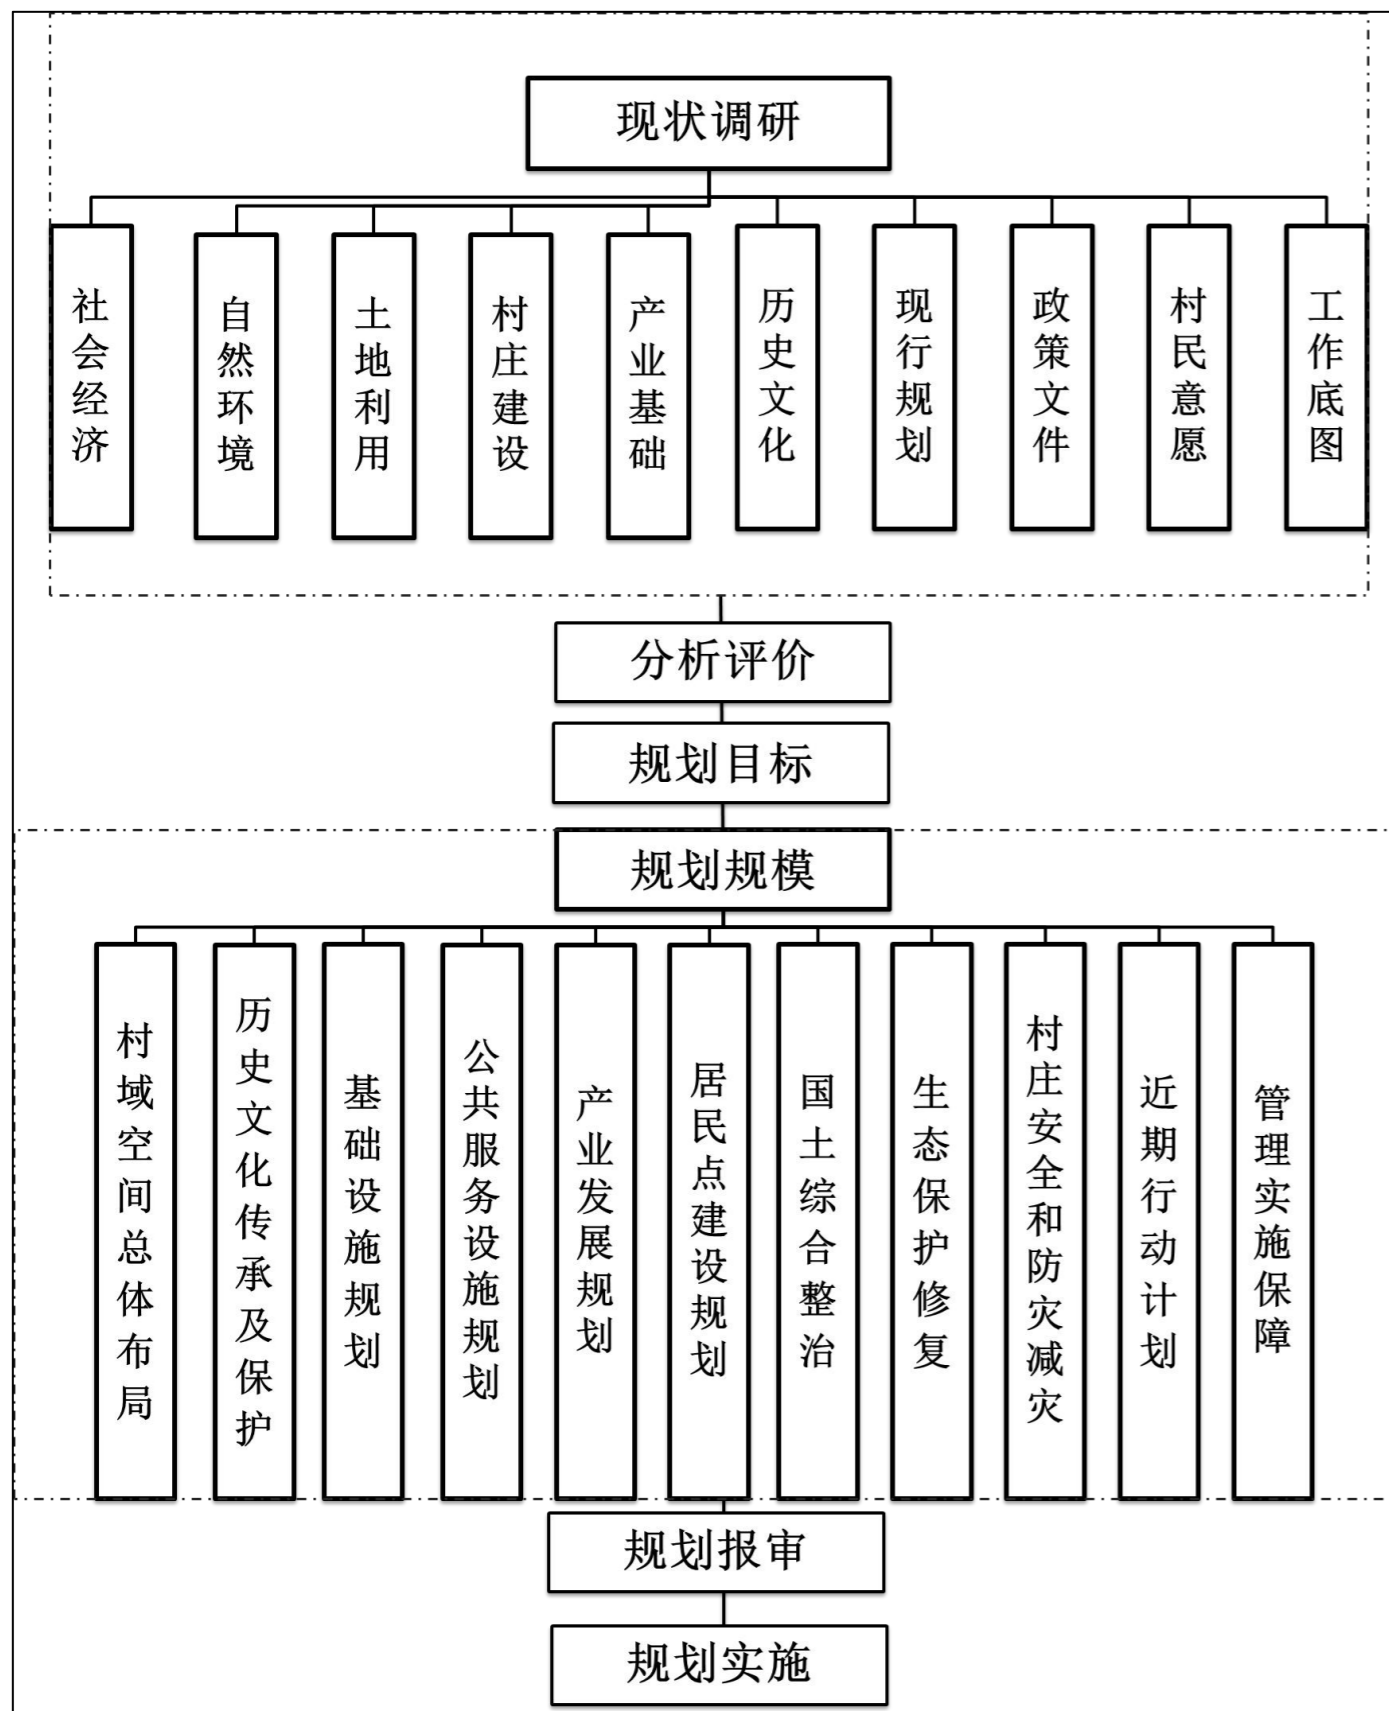 现状调研
社会经济
自然环境
土地利用
村庄建设
产业基础
历史文化
现行规划
政策文件
村民意愿
工作底图
分析评价
规划目标
规划规模
村域空间总体布局
历史文化传承及保护
基础设施规划
公共服务设施规划
产业发展规划
居民点建设规划
国土综合整治
生态保护修复
村庄安全和防灾减灾
近期行动计划
管理实施保障
规划报审
规划实施